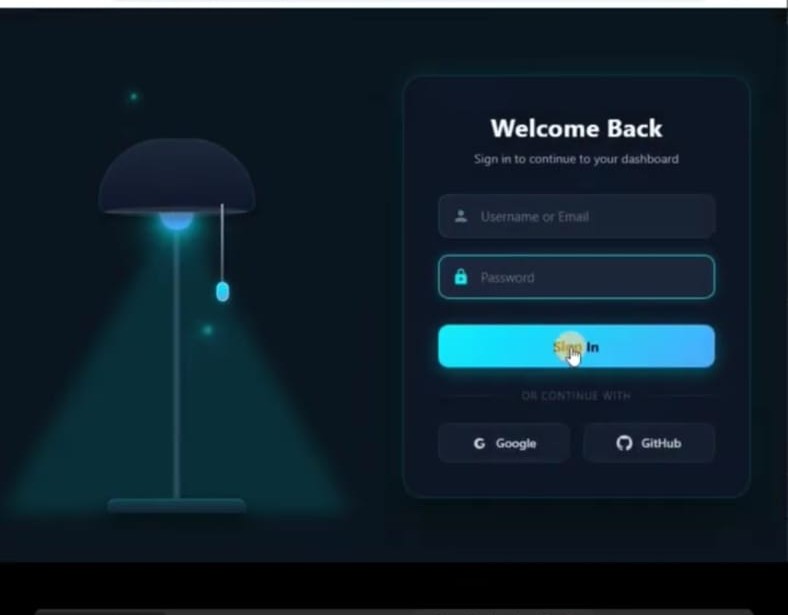 Welcome Back
Sign in to continue to your dashboard
Username or Email
Password
Sign In
OR CONTINUE WITH
G Google
GitHub